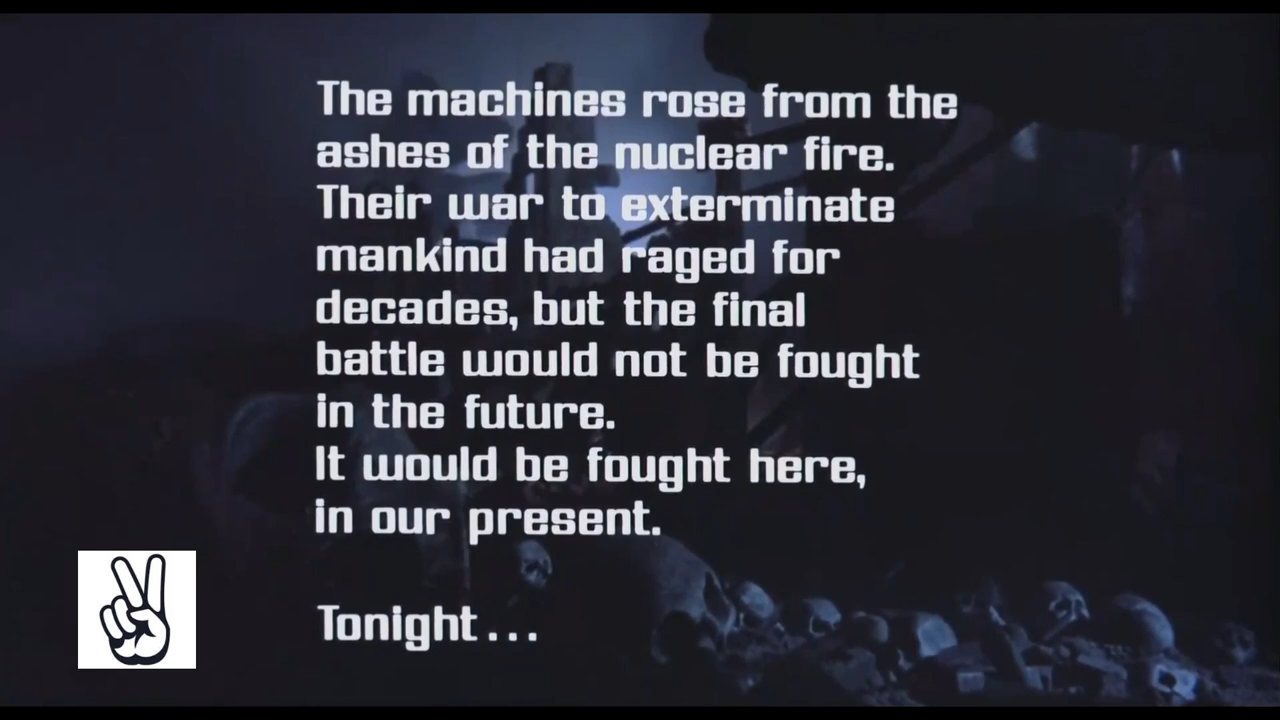 The machines rose from the
ashes of the nuclear fire.
Their war to exterminate
mankind had raged for
decades, but the final
battle would not be fought
in the future.
It would be fought here,
in our present.
Tonight...